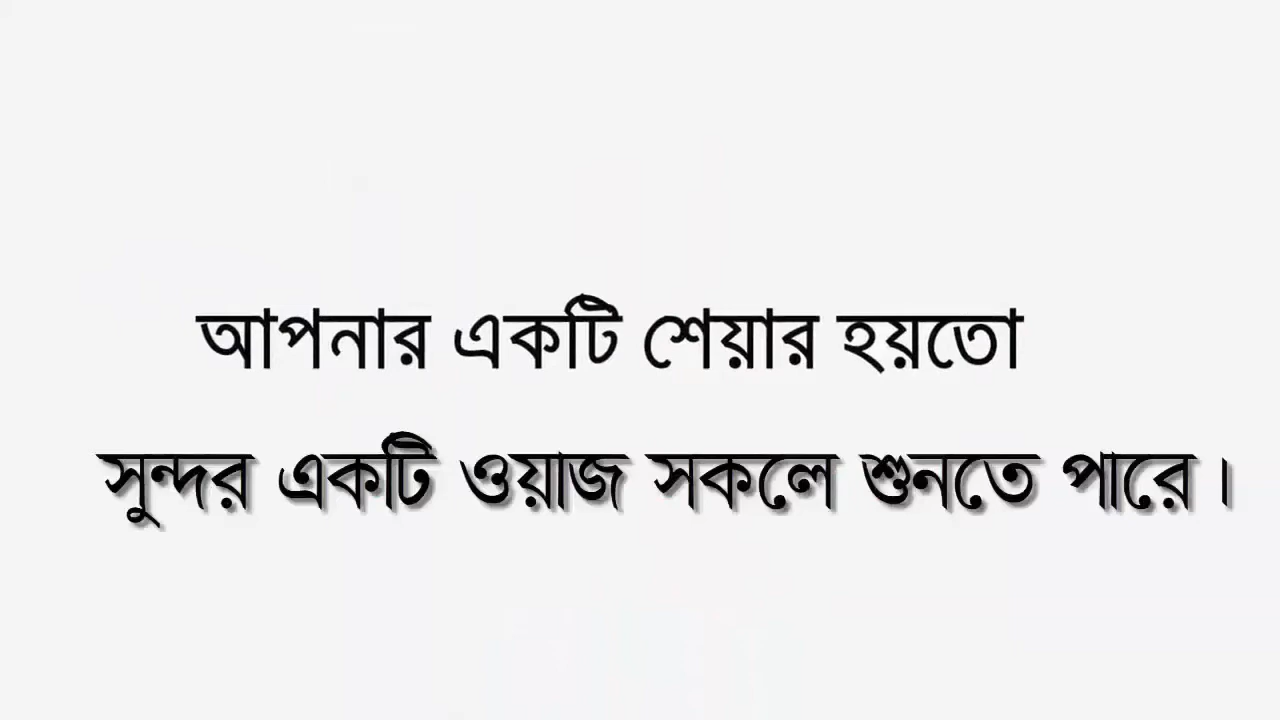 আপনার একটি শেয়ার হয়তো
সুন্দর একটি ওয়াজ সকলে শুনতে পারে।